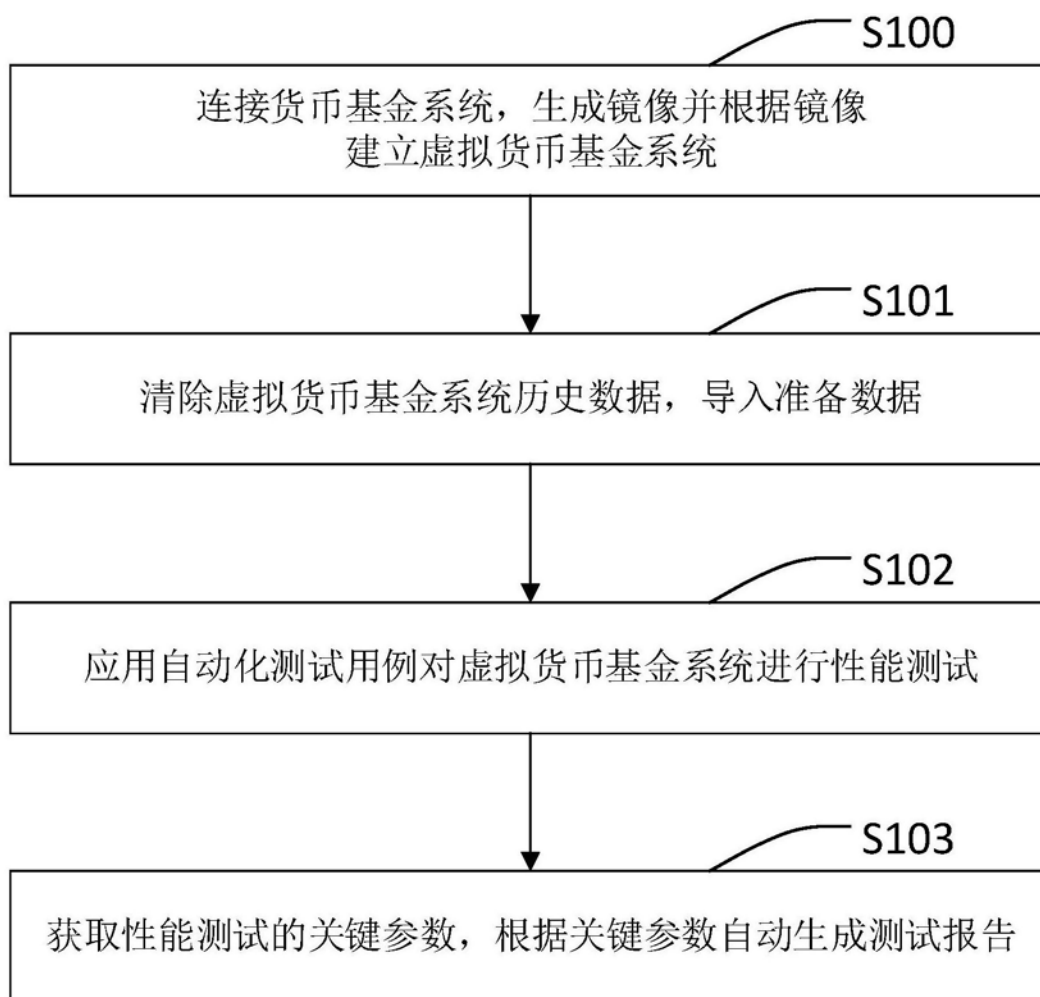 S100
连接货币基金系统，生成镜像并根据镜像
建立虚拟货币基金系统
S101
清除虚拟货币基金系统历史数据，导入准备数据
S102
应用自动化测试用例对虚拟货币基金系统进行性能测试
S103
获取性能测试的关键参数，根据关键参数自动生成测试报告